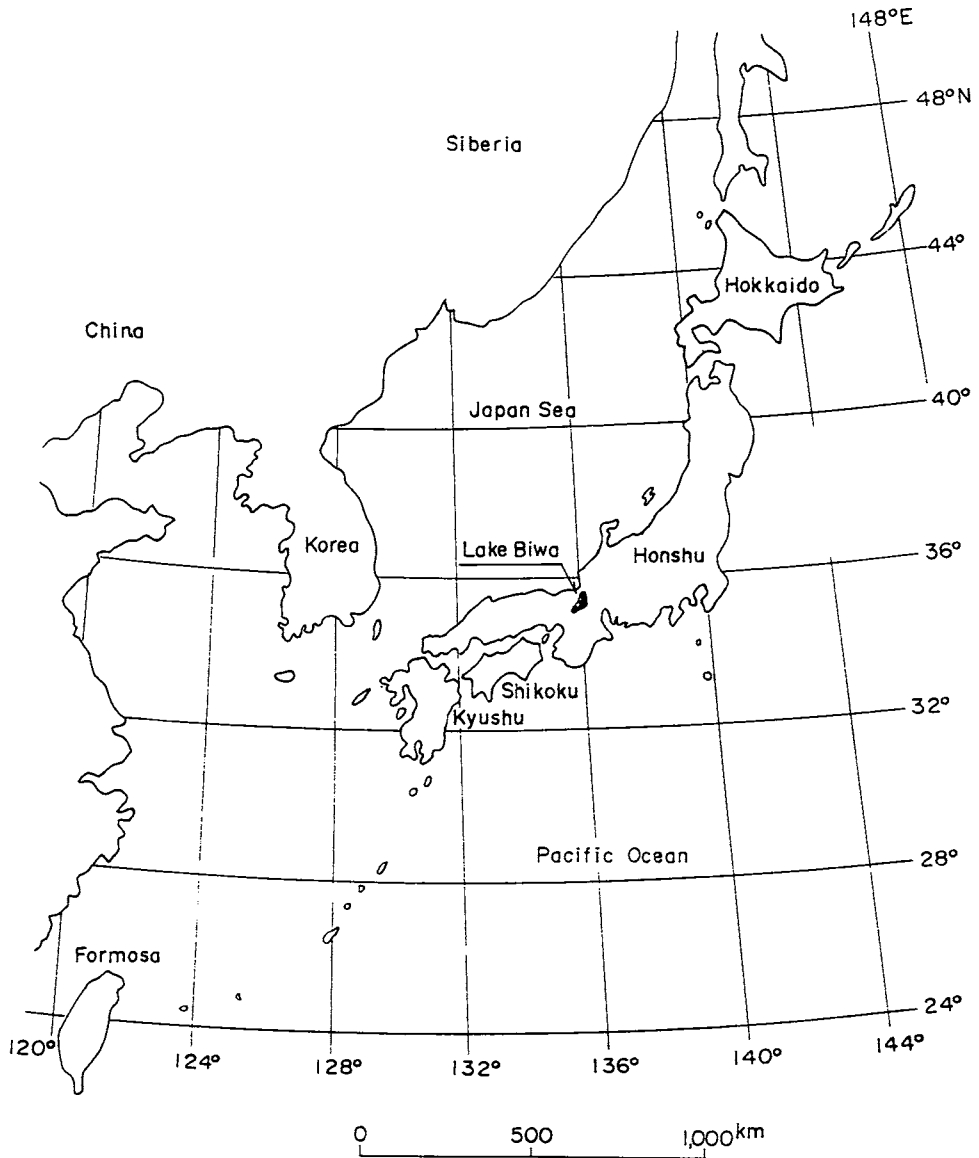 148°E
48°N
Siberia
44°
Hokkaido
China
40°
Japan Sea
36°
Korea
Lake Biwa
Honshu
Shikoku
Kyushu
32°
Pacific Ocean
28°
Formosa
24°
120°
124°
128°
132°
136°
140°
144°
0
500
1,000km